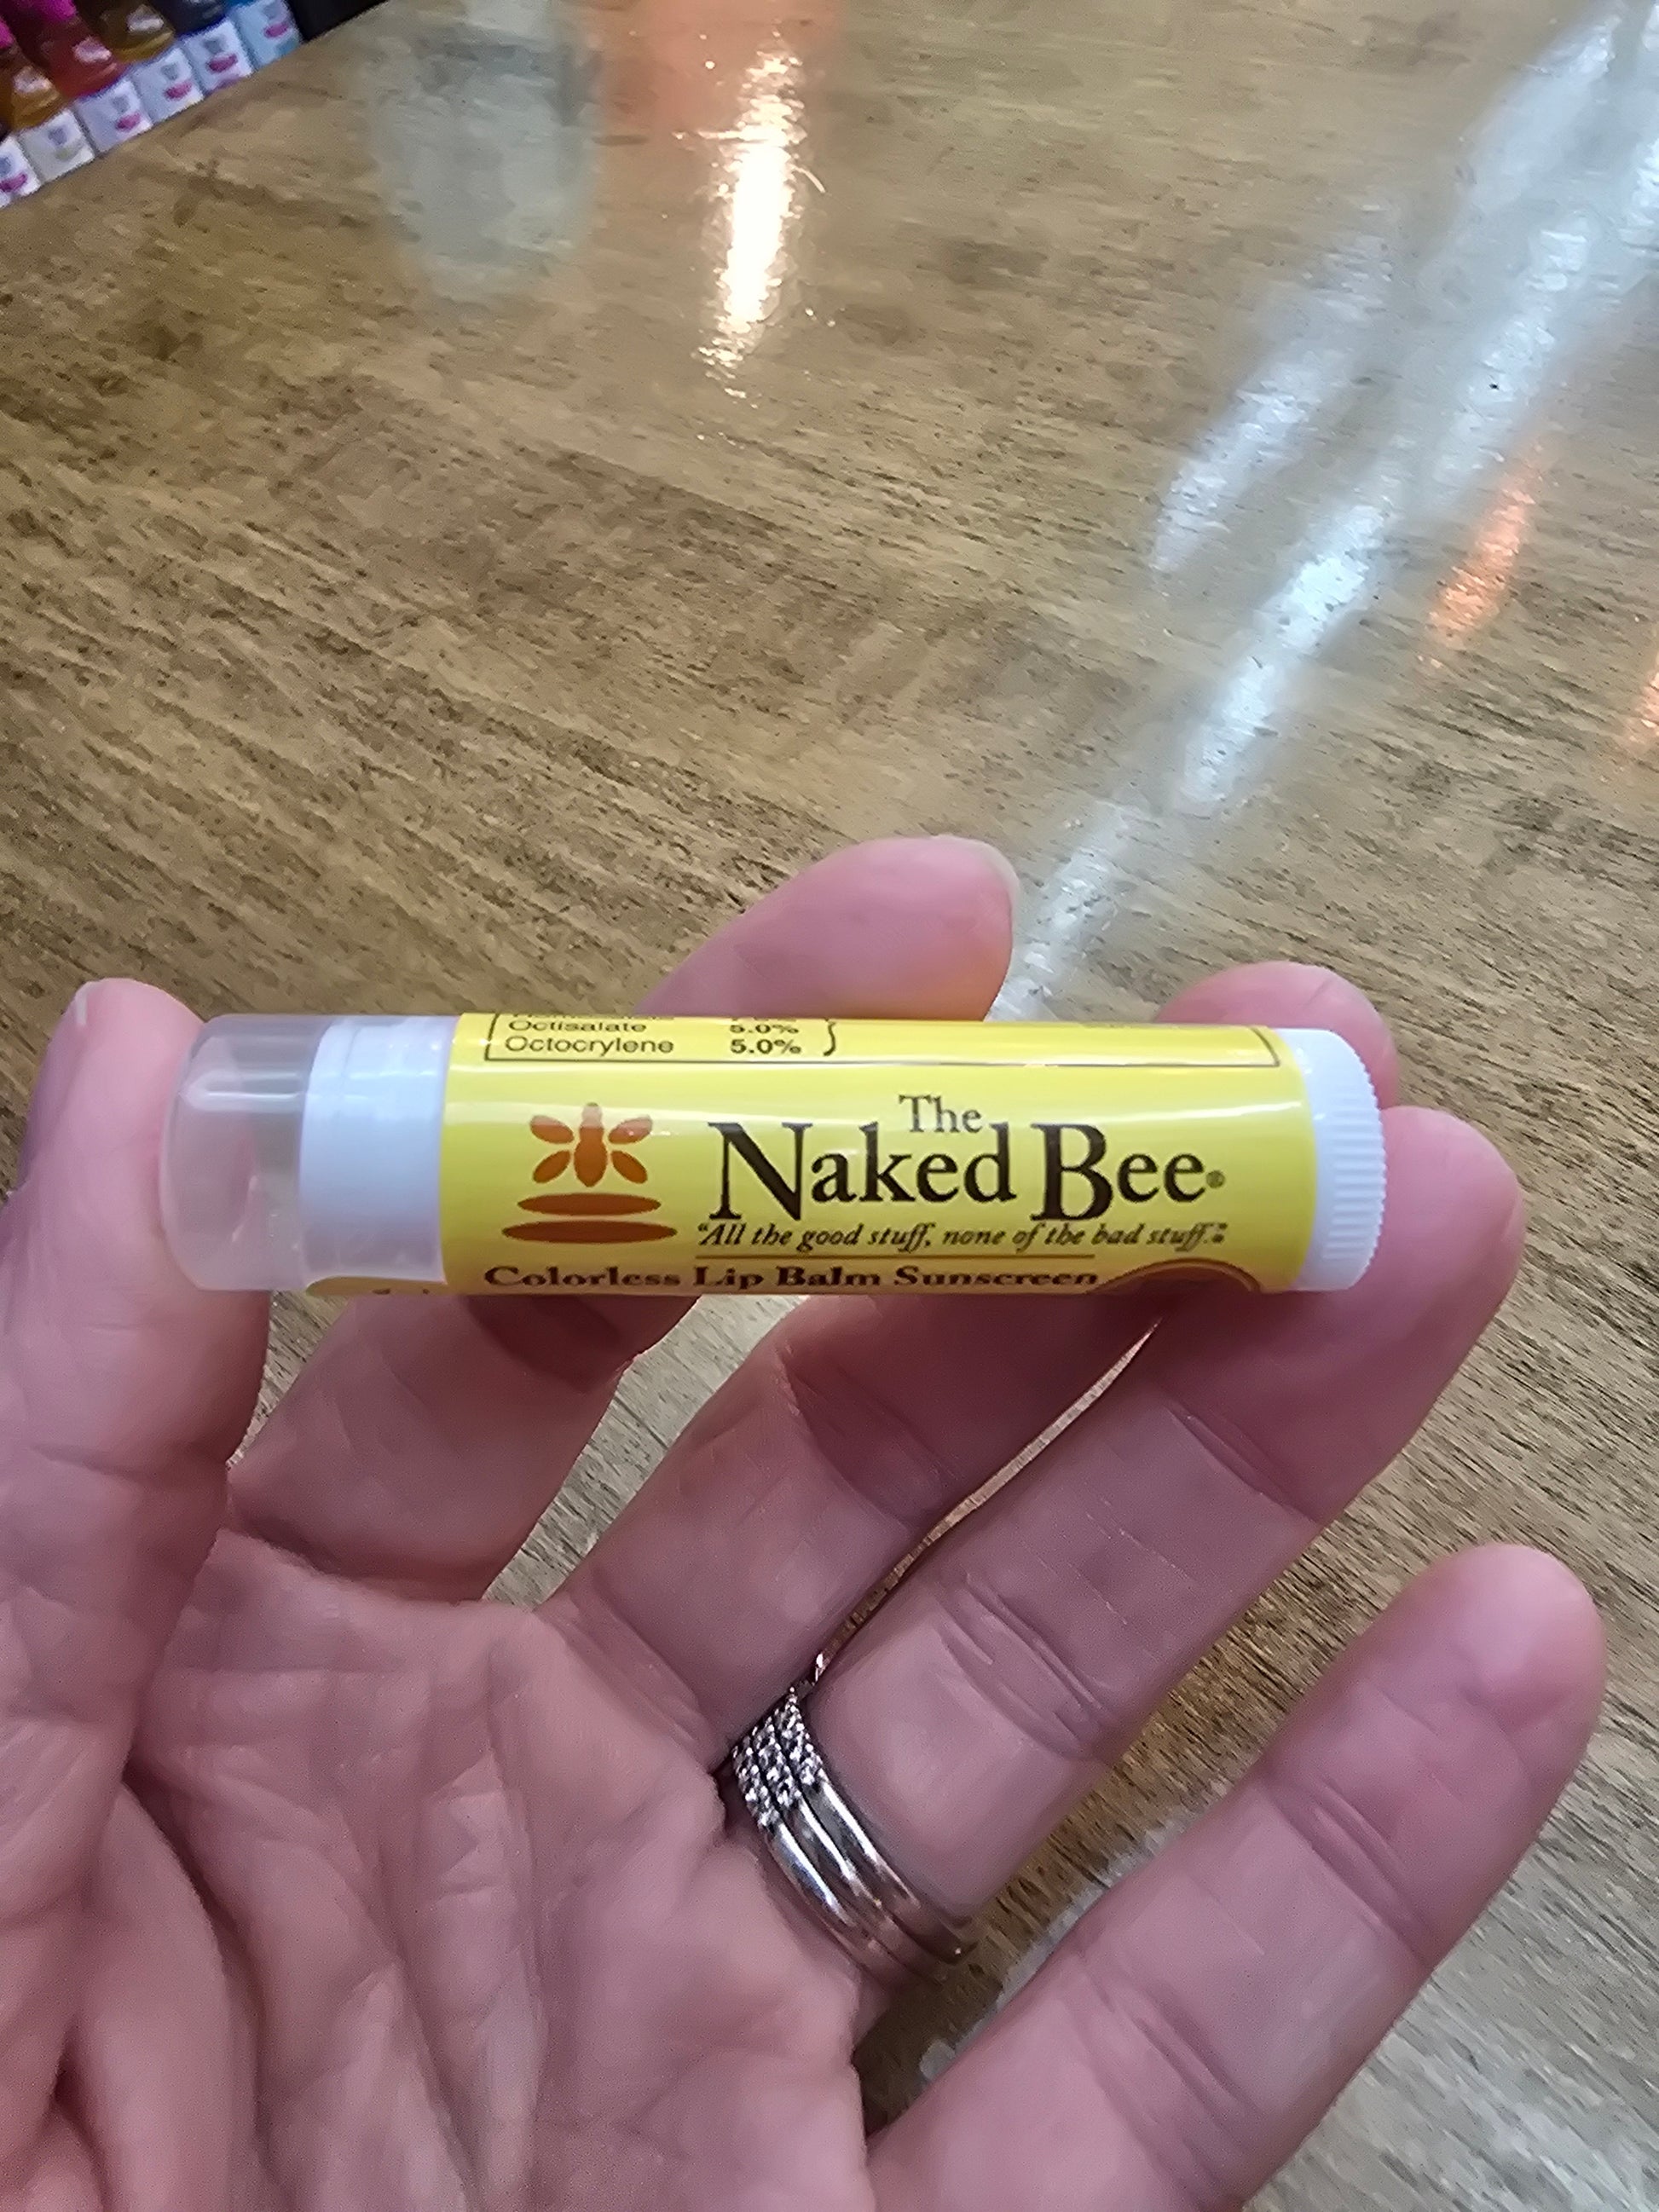 Octisalate 5.0%
Octocrylene 5.0%
The
Naked Bee®
"All the good stuff, none of the bad stuff."
Colorless Lip Balm Sunscreen